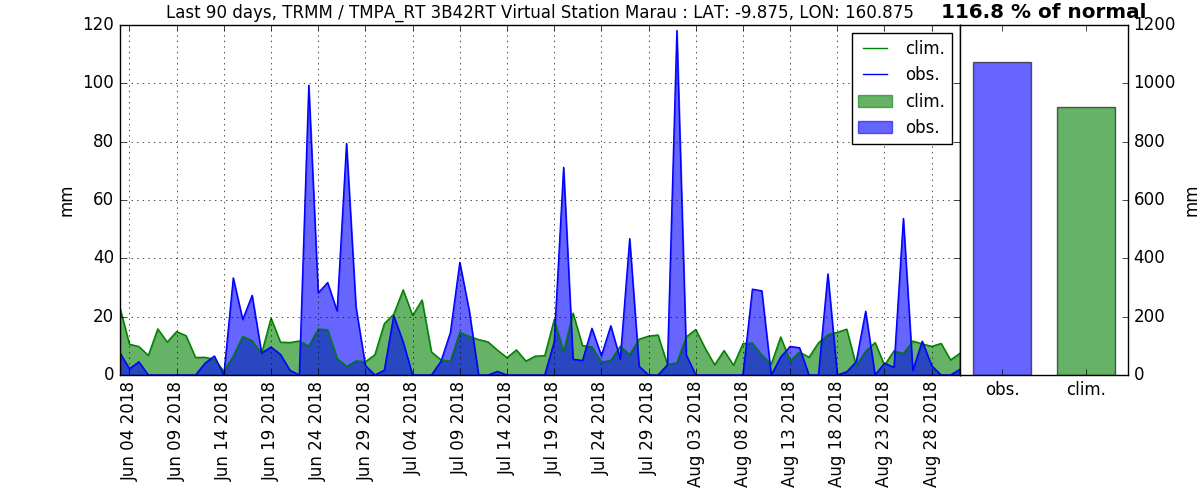 Last 90 days, TRMM / TMPA_RT 3B42RT Virtual Station Marau : LAT: -9.875, LON: 160.875
116.8 % of normal
mm
120
100
80
60
40
20
0
clim.
obs.
clim.
obs.
1200
1000
800
600
400
200
0
mm
Jun 04 2018
Jun 09 2018
Jun 14 2018
Jun 19 2018
Jun 24 2018
Jun 29 2018
Jul 04 2018
Jul 09 2018
Jul 14 2018
Jul 19 2018
Jul 24 2018
Jul 29 2018
Aug 03 2018
Aug 08 2018
Aug 13 2018
Aug 18 2018
Aug 23 2018
Aug 28 2018
obs.
clim.